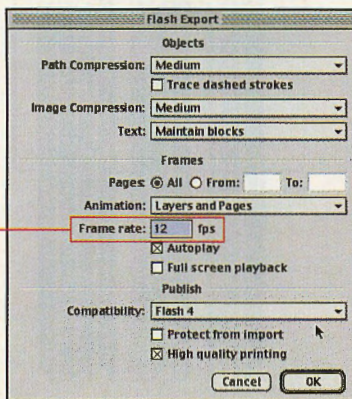 Flash Export
Objects
Path Compression: Medium
Trace dashed strokes
Image Compression: Medium
Text: Maintain blocks
Frames
Pages: All From: To:
Animation: Layers and Pages
Frame rate: 12 fps
Autoplay
Full screen playback
Publish
Compatibility: Flash 4
Protect from import
High quality printing
Cancel OK